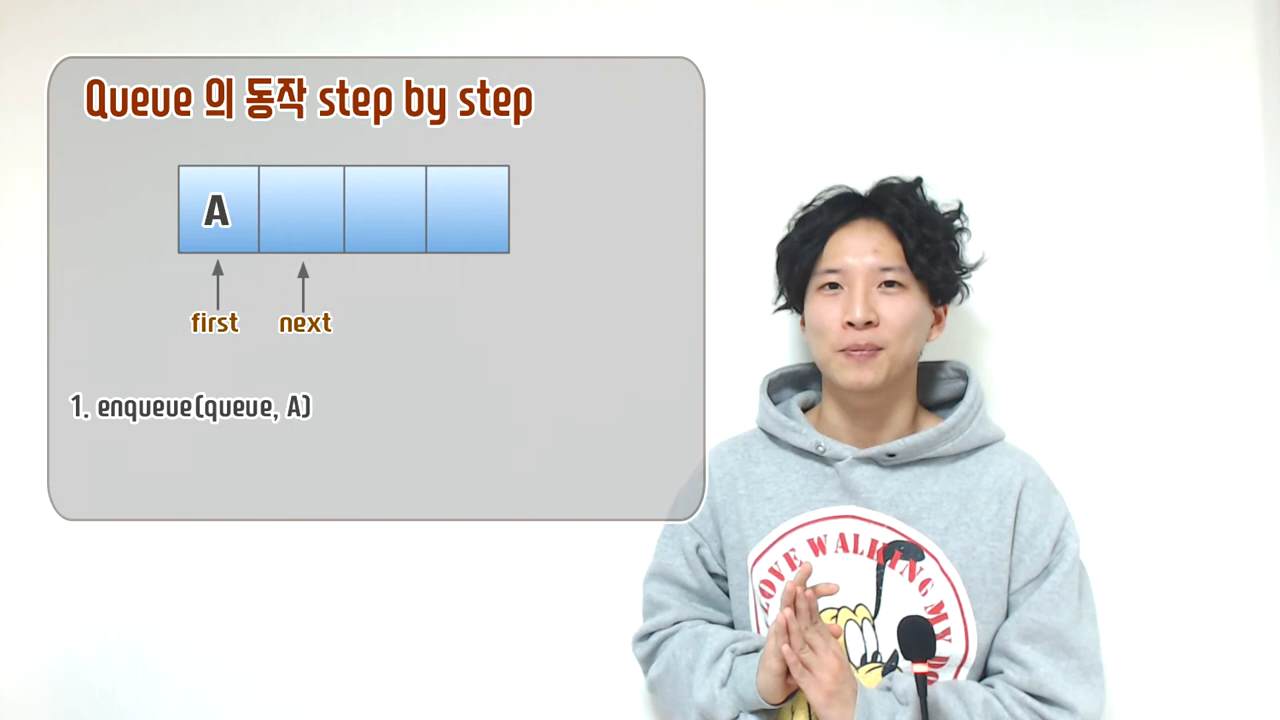 Queue 의 동작 step by step
A
first next
1. enqueue(queue, A)
LOVE WALKING MY